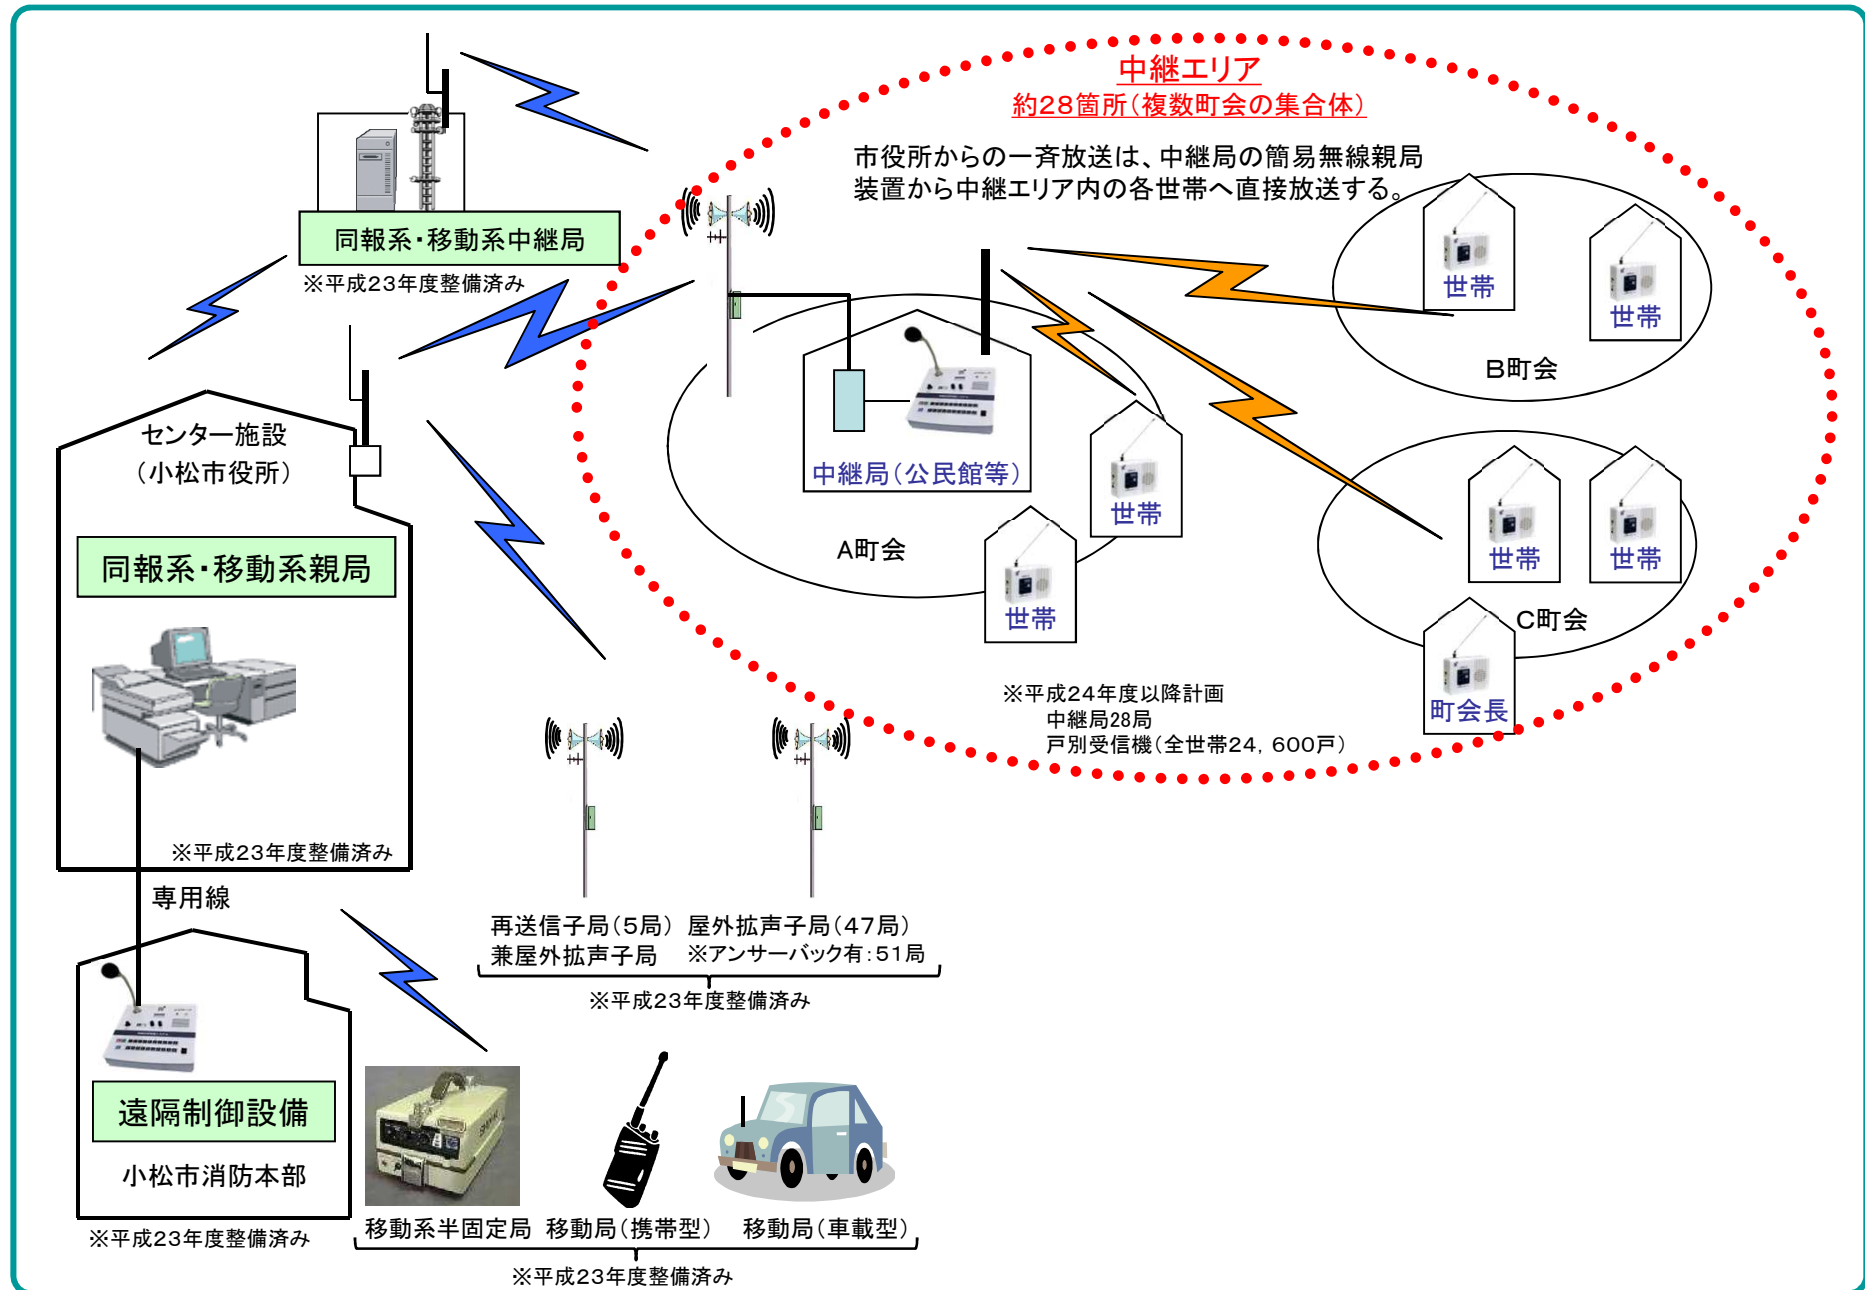 中継エリア
約28箇所(複数町会の集合体)
市役所からの一斉放送は、中継局の簡易無線親局
装置から中継エリア内の各世帯へ直接放送する。
同報系・移動系中継局
※平成23年度整備済み
世帯
世帯
B町会
センター施設
(小松市役所)
中継局(公民館等)
世帯
A町会
世帯
同報系・移動系親局
世帯
世帯
C町会
町会長
※平成24年度以降計画
中継局28局
戸別受信機(全世帯24, 600戸)
※平成23年度整備済み
専用線
再送信子局(5局)
兼屋外拡声子局
屋外拡声子局(47局)
※アンサーバック有:51局
※平成23年度整備済み
遠隔制御設備
小松市消防本部
※平成23年度整備済み
移動系半固定局
移動局(携帯型)
移動局(車載型)
※平成23年度整備済み